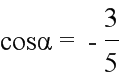 cosα = - 3/5